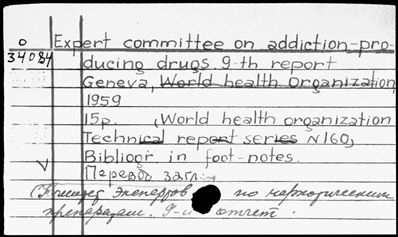 0 Expert committee on addiction-pro-
34084 ducing drugs. 9-th report
Geneva, World health Organization,
1959
15p. (World health organization
Technical report series N160)
Bibliogr. in foot-notes.
V Перевод загл.:
(Комитет Экспертов по наркотическим
препаратам. 9-й отчет.